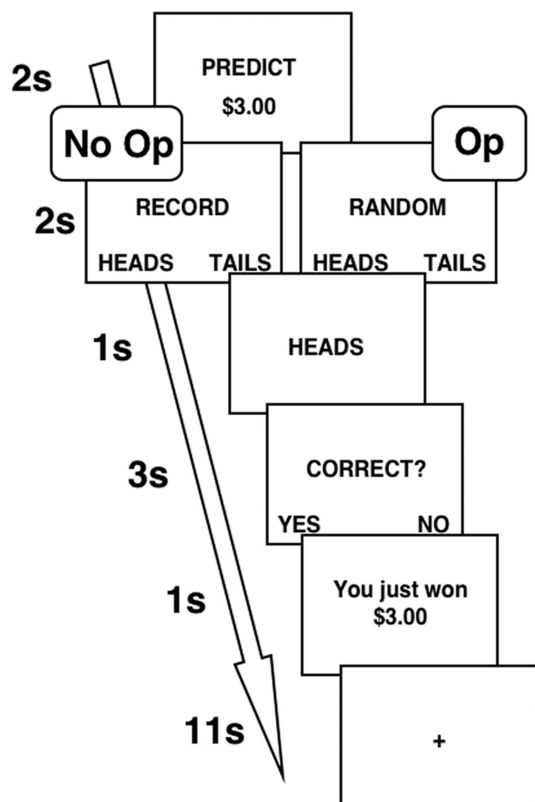 2s
PREDICT
$3.00
No Op
Op
2s
RECORD
HEADS TAILS
RANDOM
HEADS TAILS
1s
HEADS
3s
CORRECT?
YES NO
1s
You just won
$3.00
11s
+